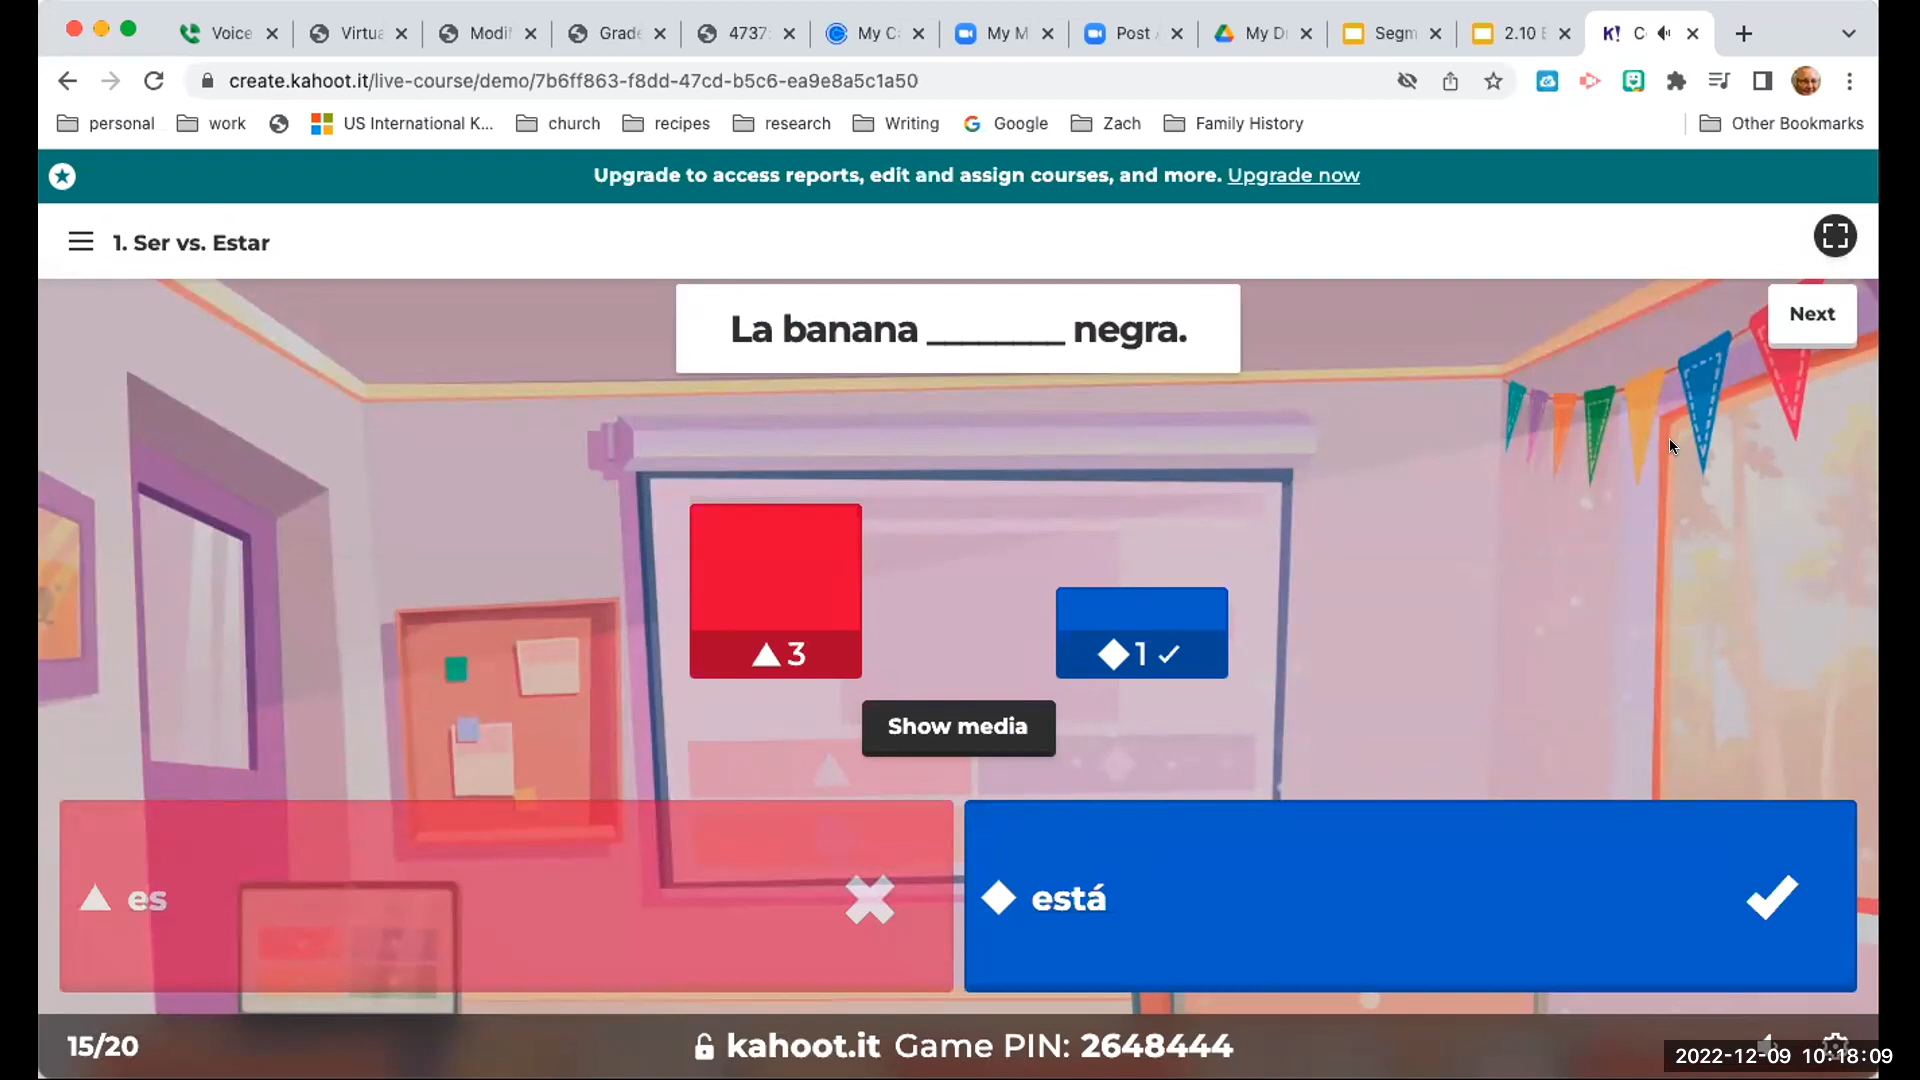 Voice
Virtua
Modif
Grade
4737
My C
My M
Post
My D
Segm
2.10
K! C
create.kahoot.it/live-course/demo/7b6ff863-f8dd-47cd-b5c6-ea9e8a5c1a50
personal
work
US International K...
church
recipes
research
Writing
Google
Zach
Family History
Other Bookmarks
Upgrade to access reports, edit and assign courses, and more. Upgrade now
1. Ser vs. Estar
La banana ________ negra.
Next
3
1
Show media
es
está
15/20
kahoot.it Game PIN: 2648444
2022-12-09 10:18:09